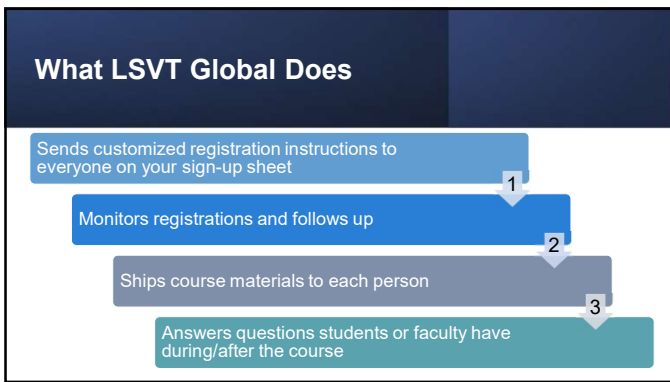 What LSVT Global Does
Sends customized registration instructions to
everyone on your sign-up sheet
1
Monitors registrations and follows up
2
Ships course materials to each person
3
Answers questions students or faculty have
during/after the course